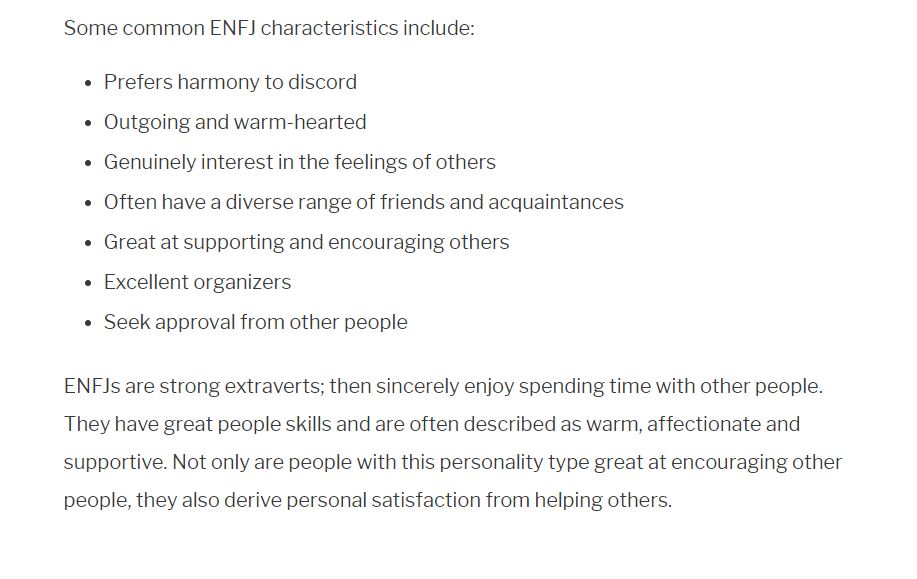 Some common ENFJ characteristics include:
• Prefers harmony to discord
• Outgoing and warm-hearted
• Genuinely interest in the feelings of others
• Often have a diverse range of friends and acquaintances
• Great at supporting and encouraging others
• Excellent organizers
• Seek approval from other people
ENFJs are strong extraverts; then sincerely enjoy spending time with other people.
They have great people skills and are often described as warm, affectionate and
supportive. Not only are people with this personality type great at encouraging other
people, they also derive personal satisfaction from helping others.